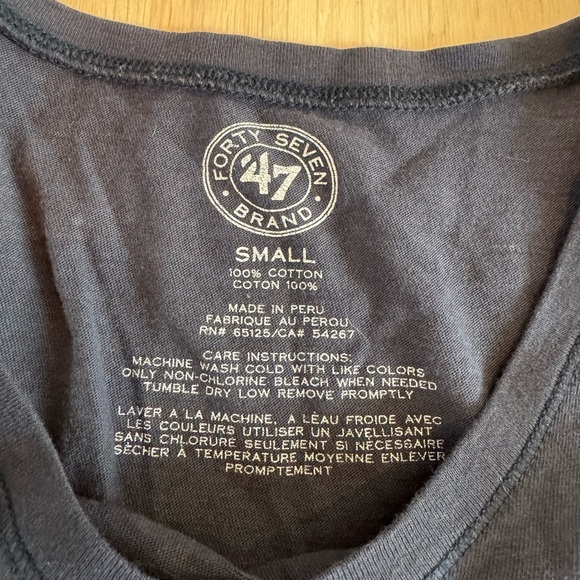 FORTY SEVEN
'47
BRAND
SMALL
100% COTTON
COTON 100%
MADE IN PERU
FABRIQUE AU PEROU
RN# 65125/CA# 54267
CARE INSTRUCTIONS:
MACHINE WASH COLD WITH LIKE COLORS
ONLY NON-CHLORINE BLEACH WHEN NEEDED
TUMBLE DRY LOW REMOVE PROMPTLY
LAVER A LA MACHINE, A LEAU FROIDE AVEC
LES COULEURS UTILISER UN JAVELLISANT
SANS CHLORURE SEULEMENT SI NÉCESSAIRE
SÉCHER A TEMPERATURE MOYENNE ENLEVER
PROMPTEMENT